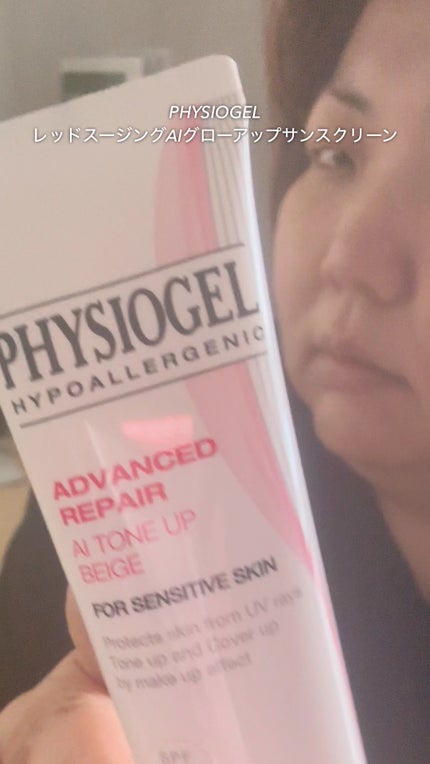 PHYSIOGEL
レッドスージングAIグローアップサンスクリーン
PHYSIOGEL
HYPOALLERGENIC
ADVANCED
REPAIR
AI TONE UP
BEIGE
FOR SENSITIVE SKIN
Protects skin from UV rays
Tone up and Cover up
by make up effect
SPF